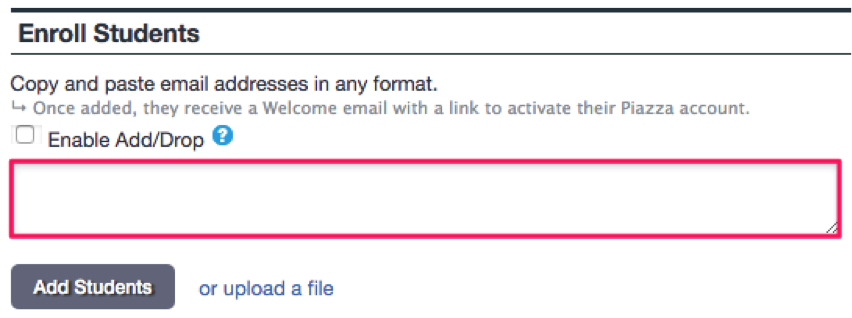 Enroll Students
Copy and paste email addresses in any format.
↳ Once added, they receive a Welcome email with a link to activate their Piazza account.
Enable Add/Drop ?
Add Students or upload a file